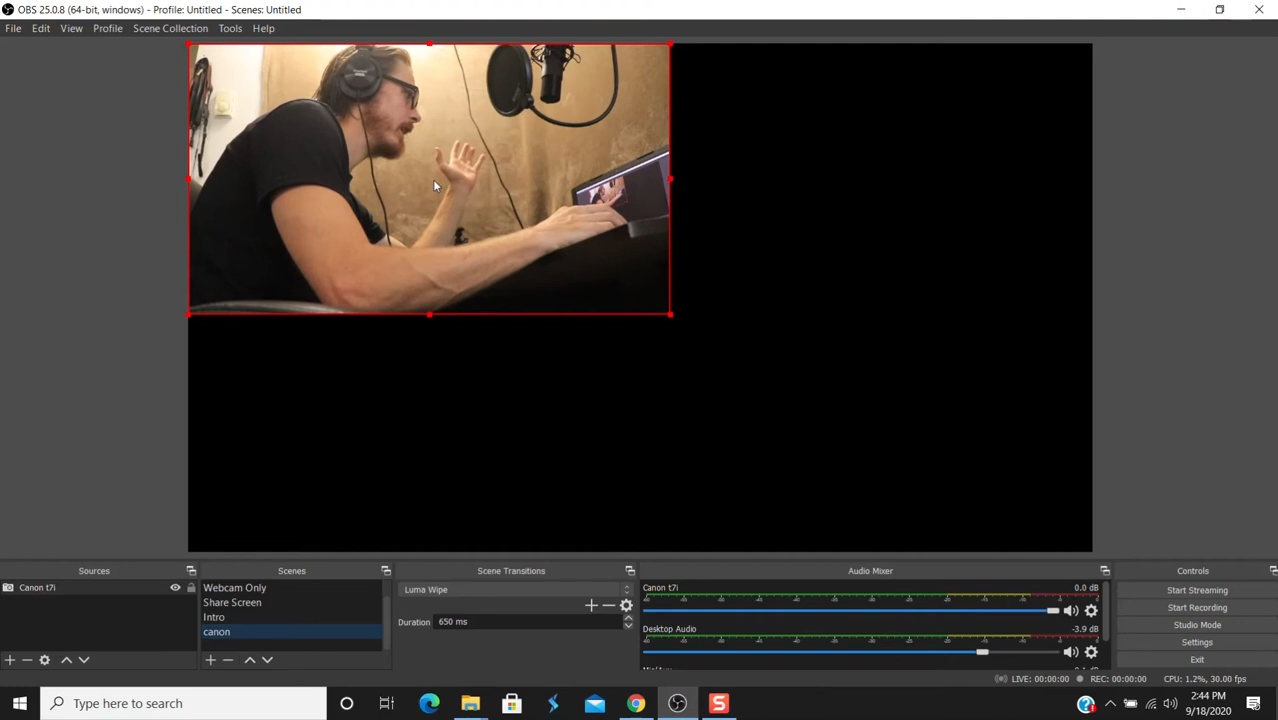 OBS 25.0.8 (64-bit, windows) - Profile: Untitled - Scenes: Untitled
File Edit View Profile Scene Collection Tools Help
Sources Scenes Scene Transitions Audio Mixer Controls
Canon t7i
Webcam Only
Share Screen
Intro
canon
Luma Wipe
Duration 650 ms
Canon t7i 0.0 dB
Desktop Audio -3.9 dB
Start Streaming
Start Recording
Studio Mode
Settings
Exit
LIVE: 00:00:00 REC: 00:00:00 CPU: 1.2%, 30.00 fps
Type here to search
S
2:44 PM
9/18/2020